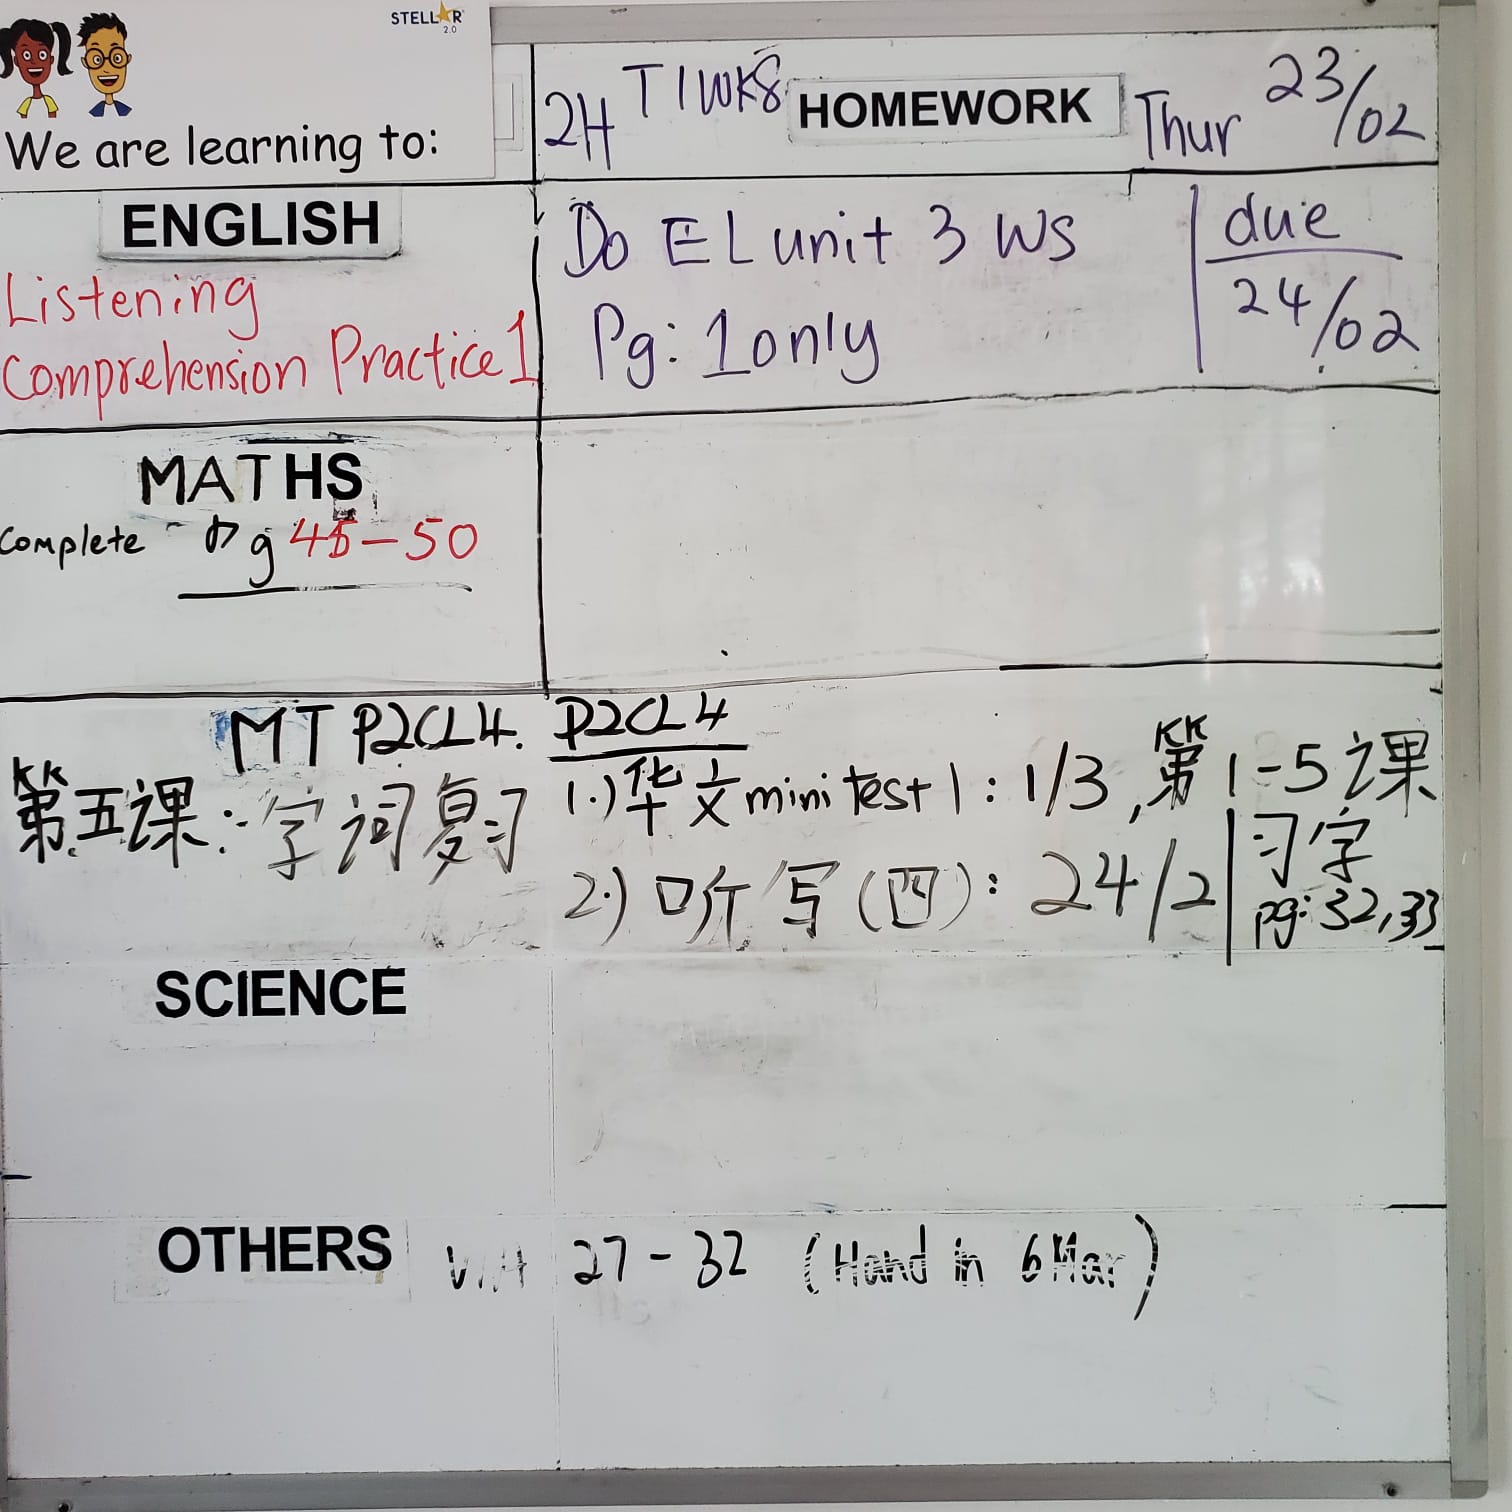 STELLAR
2.0
We are learning to:
2H T1WK8 HOMEWORK Thur 23/02
ENGLISH
Listening
Comprehension Practice 1
Do EL unit 3 WS
Pg: 1 only
due
24/02
MATHS
Complete pg 45-50
MT P2CL4.
第五课:字词复习
P2CL4
1.) 华文 mini test 1: 1/3, 第1-5课
2.) 听写(四): 24/2
习字
pg: 32,33
SCIENCE
OTHERS
27-32 (Hand in 6 Mar)